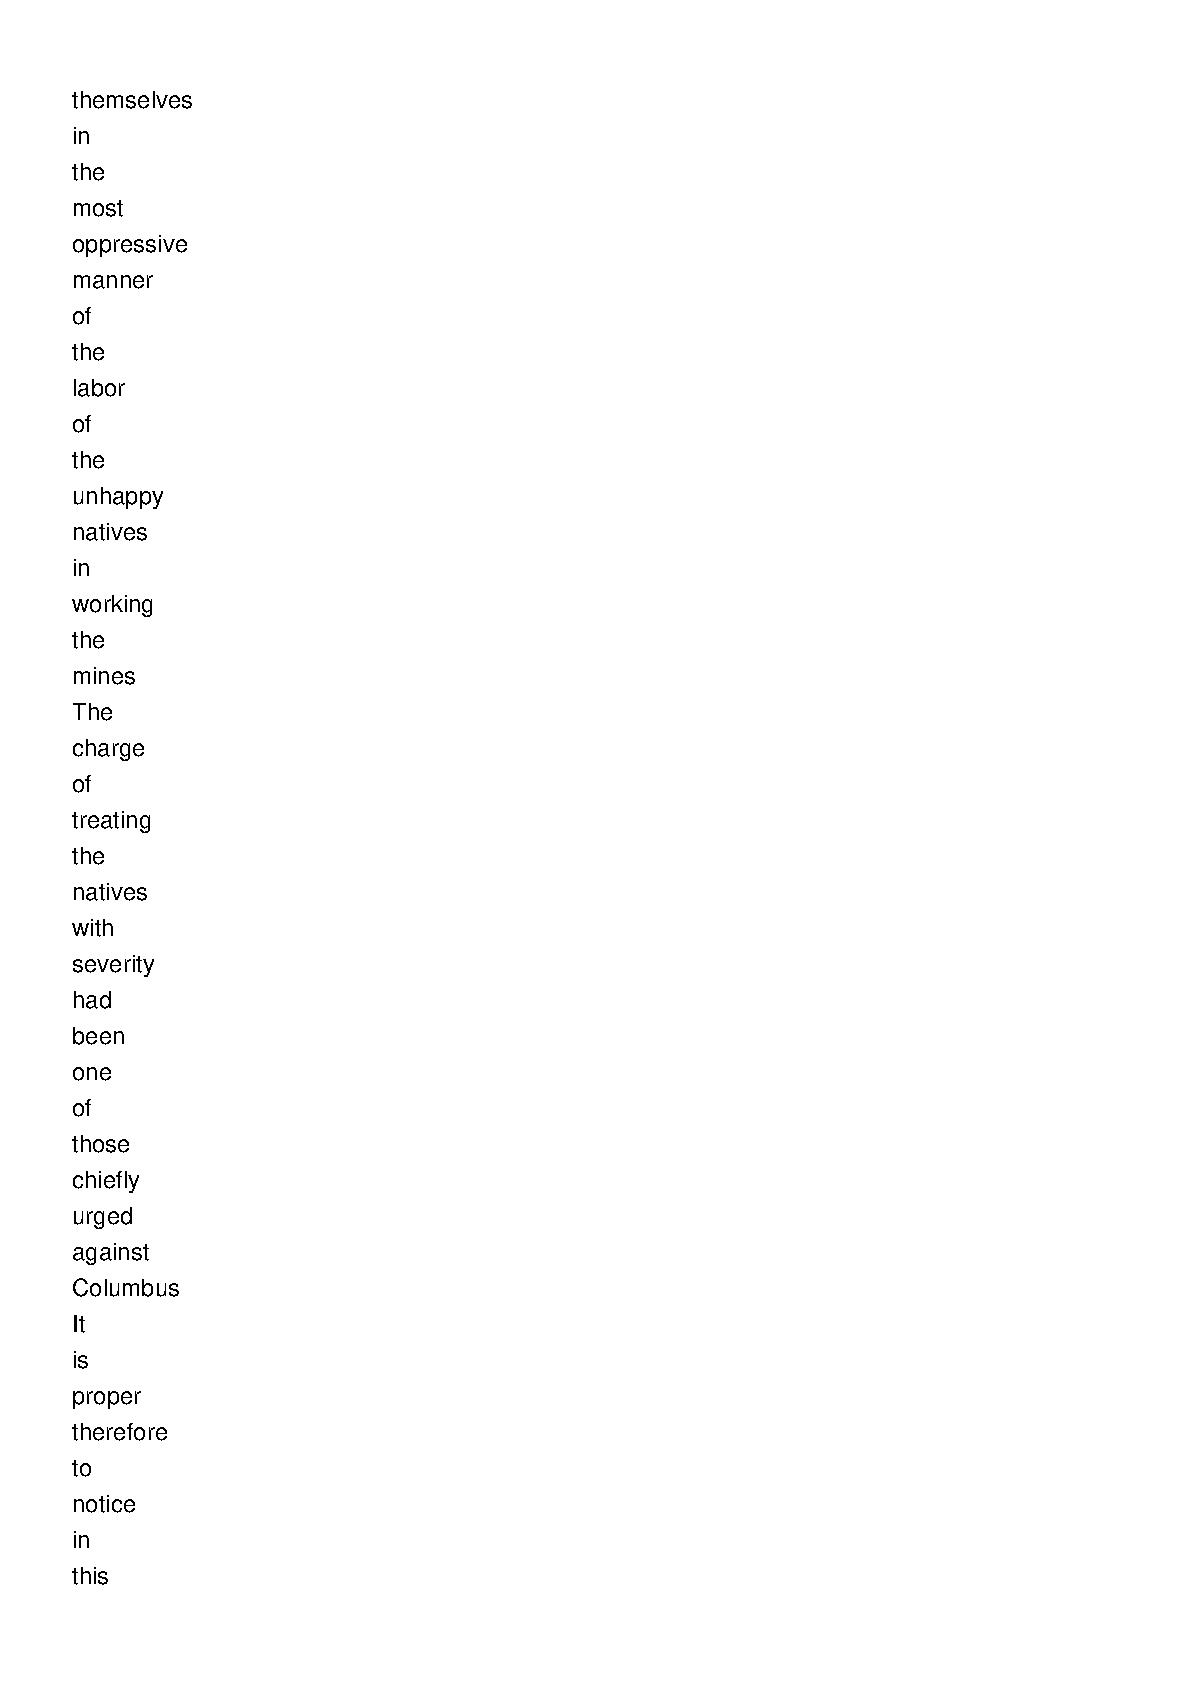 themselves
in
the
most
oppressive
manner
of
the
labor
of
the
unhappy
natives
in
working
the
mines
The
charge
of
treating
the
natives
with
severity
had
been
one
of
those
chiefly
urged
against
Columbus
It
is
proper
therefore
to
notice
in
this